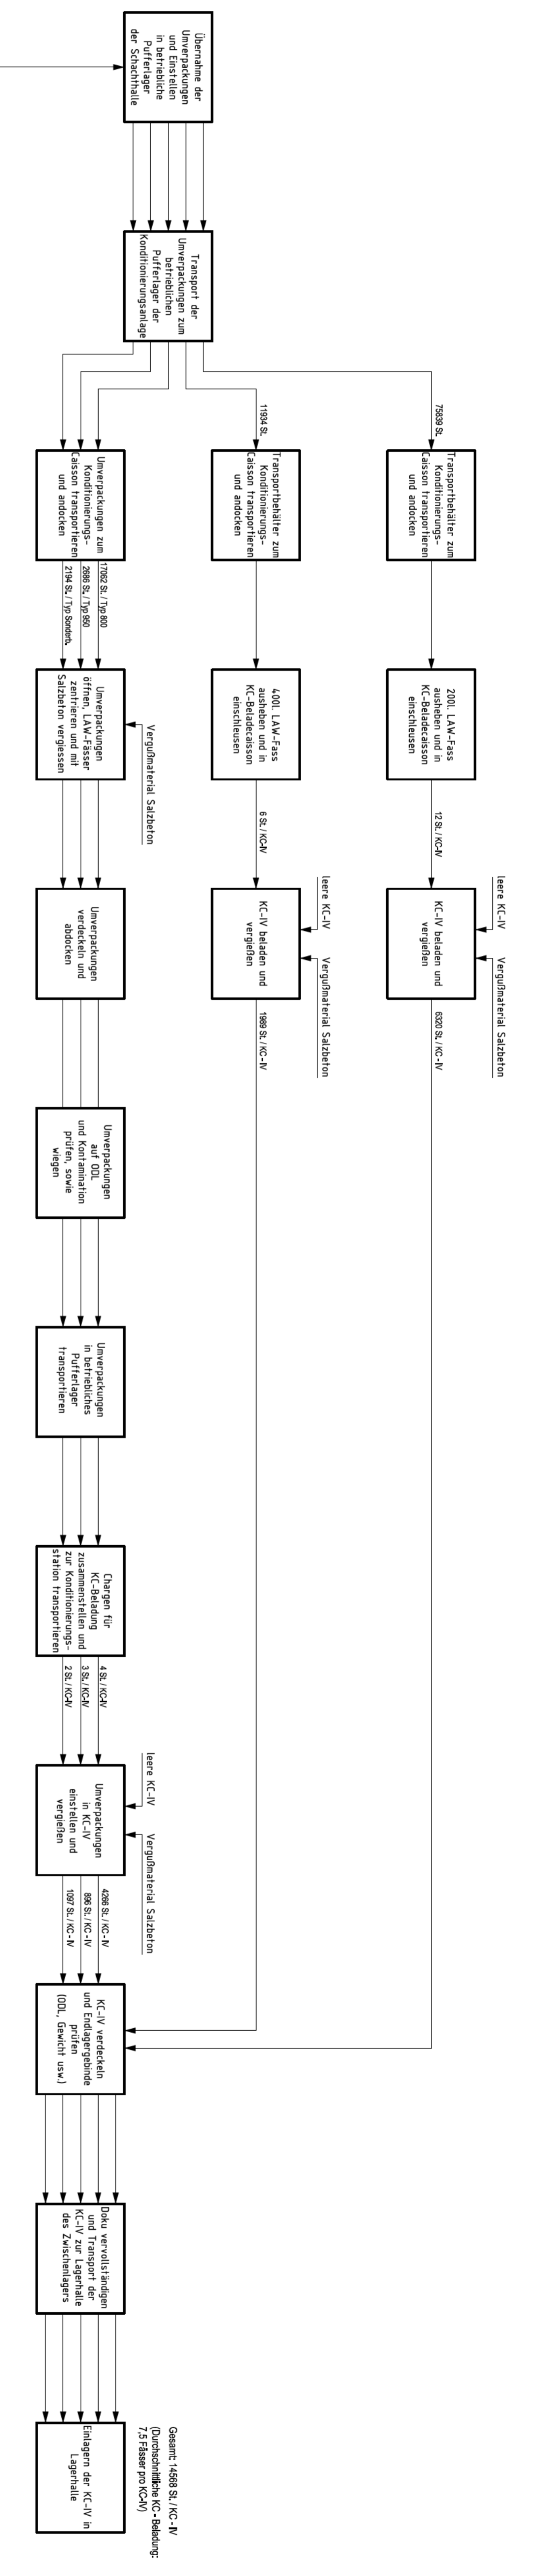 Übernahme der
Umverpackungen
und Einstellen
in betriebliche
Pufferlager
der Schachthalle
Transport der
Umverpackungen zum
betrieblichen
Pufferlager der
Konditionierungsanlage
75839 St.
Transportbehälter zum
Konditionierungs-
Caisson transportieren
und andocken
200l. LAW-Fass
ausheben und in
KC-Beladecaisson
einschleusen
12 St. / KC-IV
leere KC-IV
Vergußmaterial Salzbeton
KC-IV beladen und
vergießen
6320 St. / KC - IV
11934 St.
Transportbehälter zum
Konditionierungs-
Caisson transportieren
und andocken
400l. LAW-Fass
ausheben und in
KC-Beladecaisson
einschleusen
6 St. / KC-IV
leere KC-IV
Vergußmaterial Salzbeton
KC-IV beladen und
vergießen
1989 St. / KC - IV
Umverpackungen zum
Konditionierungs-
Caisson transportieren
und andocken
17062 St. / Typ 800
2686 St. / Typ 950
2194 St. / Typ Sonderb.
Vergußmaterial Salzbeton
Umverpackungen
öffnen, LAW-Fässer
zentrieren und mit
Salzbeton vergiessen
Umverpackungen
verdeckeln und
abdocken
Umverpackungen
auf ODL
und Kontamination
prüfen, sowie
wiegen
Umverpackungen
in betriebliches
Pufferlager
transportieren
Chargen für
KC-Beladung
zusammenstellen und
zur Konditionierungs-
station transportieren
4 St. / KC-IV
3 St. / KC-IV
2 St. / KC-IV
leere KC-IV
Vergußmaterial Salzbeton
Umverpackungen
in KC-IV
einstellen und
vergießen
4266 St. / KC - IV
896 St. / KC - IV
1097 St. / KC - IV
KC-IV verdeckeln
und Endlagergebinde
prüfen
(ODL, Gewicht usw.)
Doku vervollständigen
und Transport der
KC-IV zur Lagerhalle
des Zwischenlagers
Einlagern der KC-IV in
Lagerhalle
Gesamt: 14568 St. / KC - IV
(Durchschnittliche KC - Beladung:
7,5 Fässer pro KC-IV)